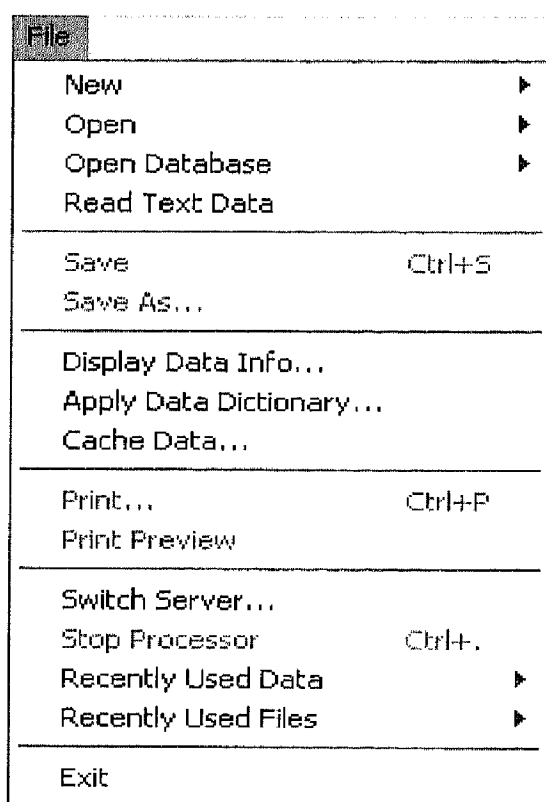 File
New
Open
Open Database
Read Text Data
Save Ctrl+S
Save As...
Display Data Info...
Apply Data Dictionary...
Cache Data...
Print... Ctrl+P
Print Preview
Switch Server...
Stop Processor Ctrl+.
Recently Used Data
Recently Used Files
Exit